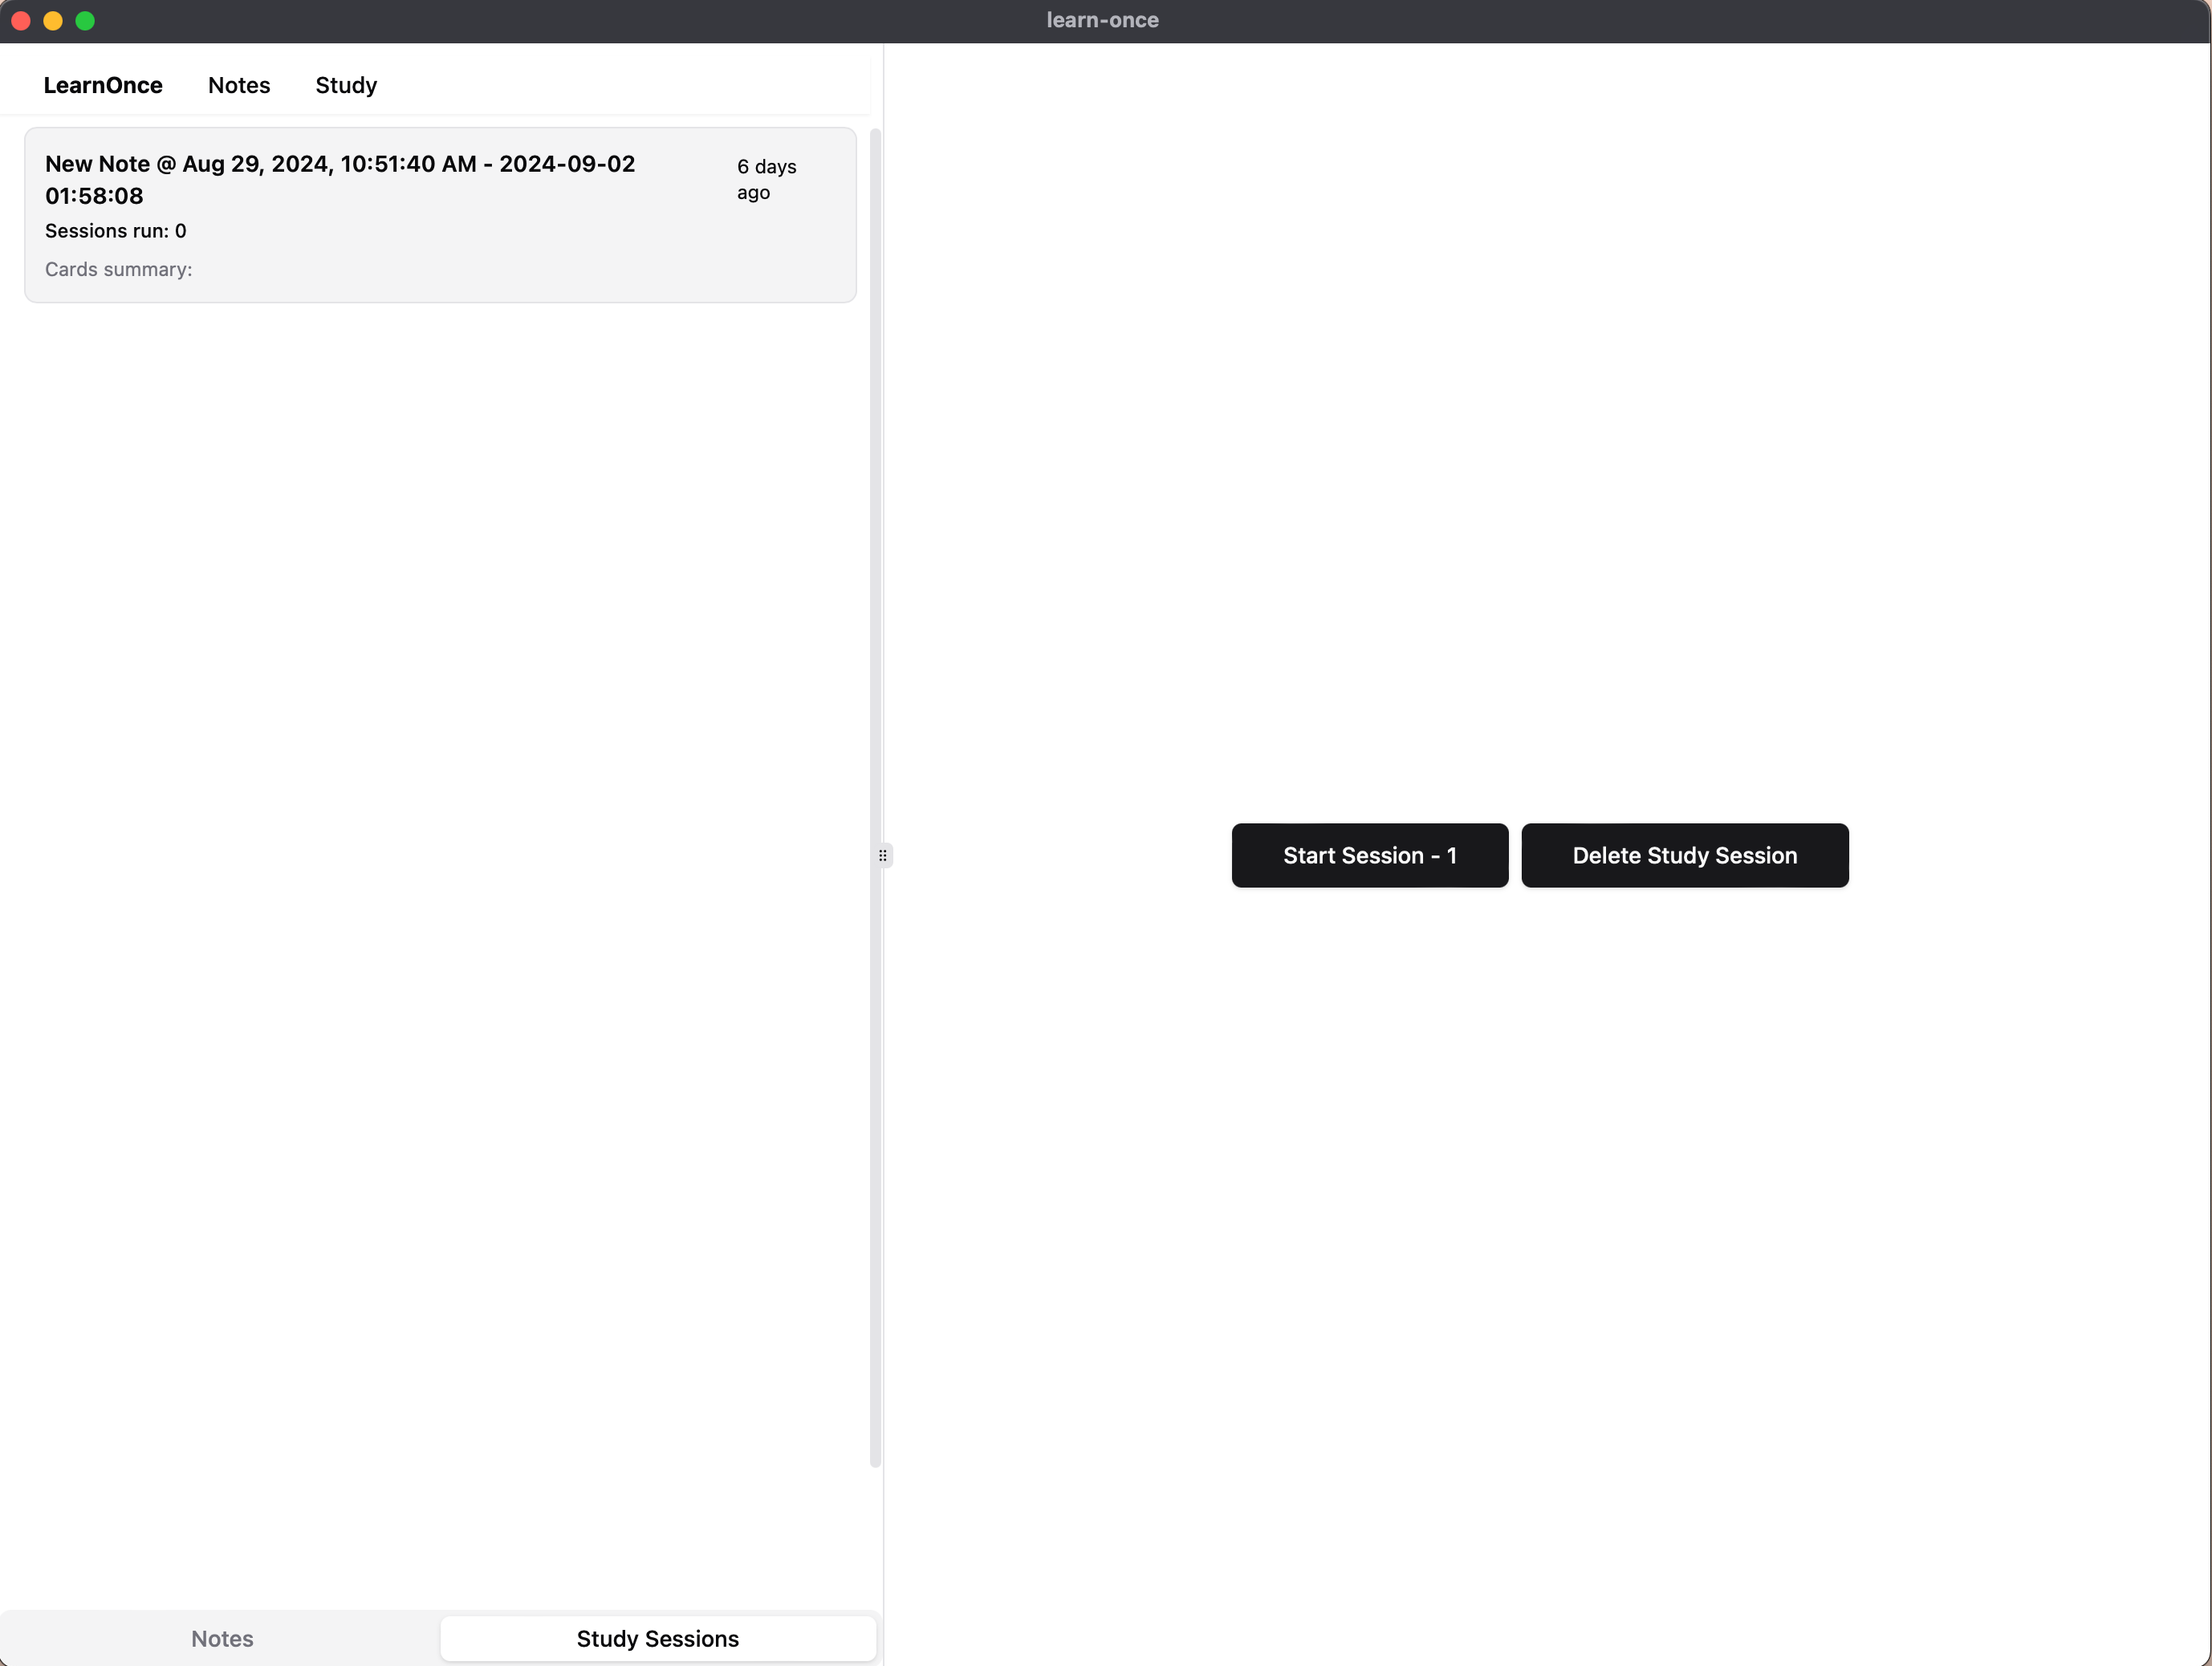 learn-once
LearnOnce Notes Study
New Note @ Aug 29, 2024, 10:51:40 AM - 2024-09-02
01:58:08
6 days
ago
Sessions run: 0
Cards summary:
Start Session - 1
Delete Study Session
Notes
Study Sessions